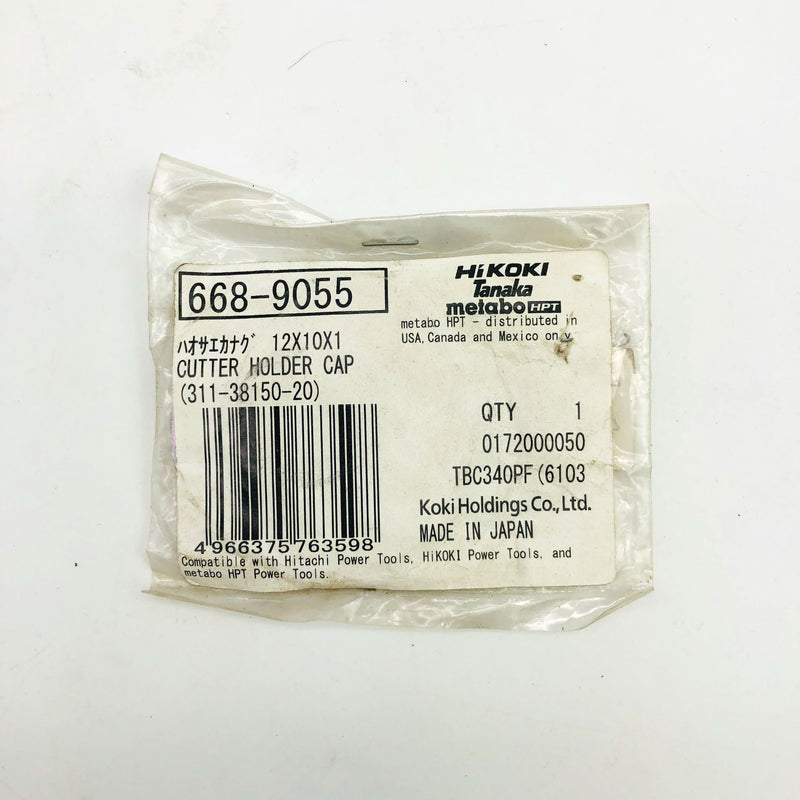 668-9055
HiKOKI
Tanaka
metabo HPT
metabo HPT - distributed in
USA, Canada and Mexico only
ﾊｵｻｴｶﾅｸﾞ 12X10X1
CUTTER HOLDER CAP
(311-38150-20)
QTY 1
0172000050
TBC340PF(6103
Koki Holdings Co., Ltd.
MADE IN JAPAN
4966375763598
Compatible with Hitachi Power Tools, HiKOKI Power Tools, and
metabo HPT Power Tools.